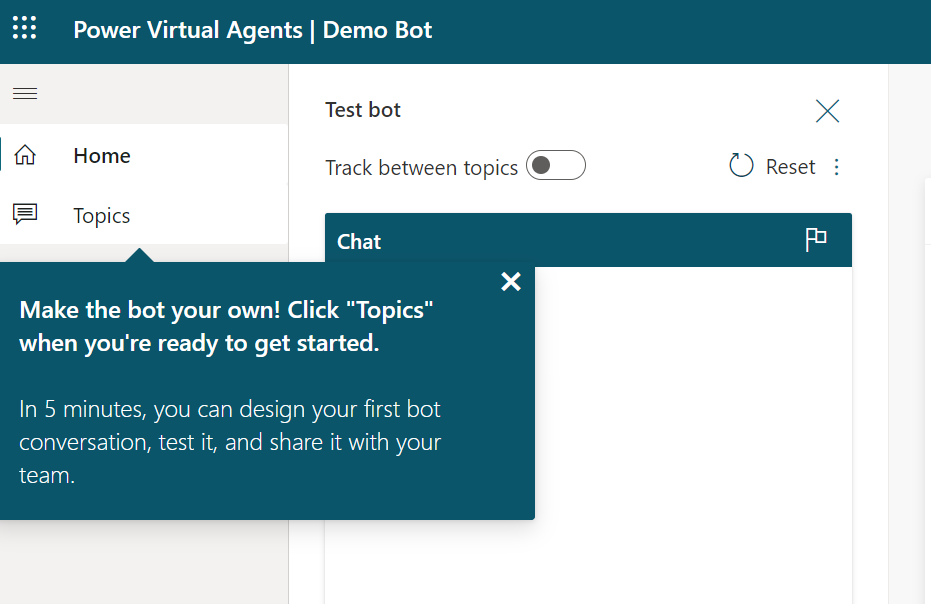 Power Virtual Agents | Demo Bot
Test bot
Home
Track between topics
Reset
Topics
Chat
Make the bot your own! Click "Topics"
when you're ready to get started.
In 5 minutes, you can design your first bot
conversation, test it, and share it with your
team.